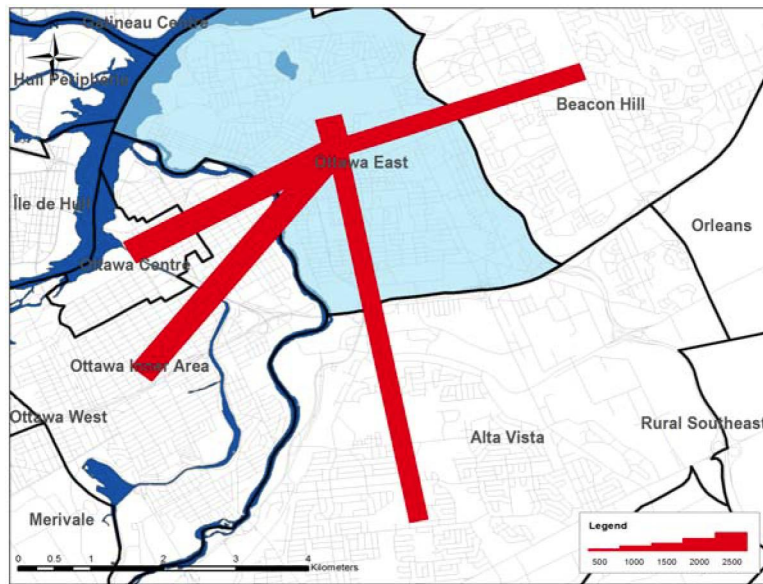 Gatineau Centre
Hull Périphérie
Beacon Hill
Ottawa East
Île de Hull
Orleans
Ottawa Centre
Ottawa Inner Area
Ottawa West
Alta Vista
Rural Southeast
Merivale
Legend
500 1000 1500 2000 2500
0 0.5 1 2 3 4
Kilometers